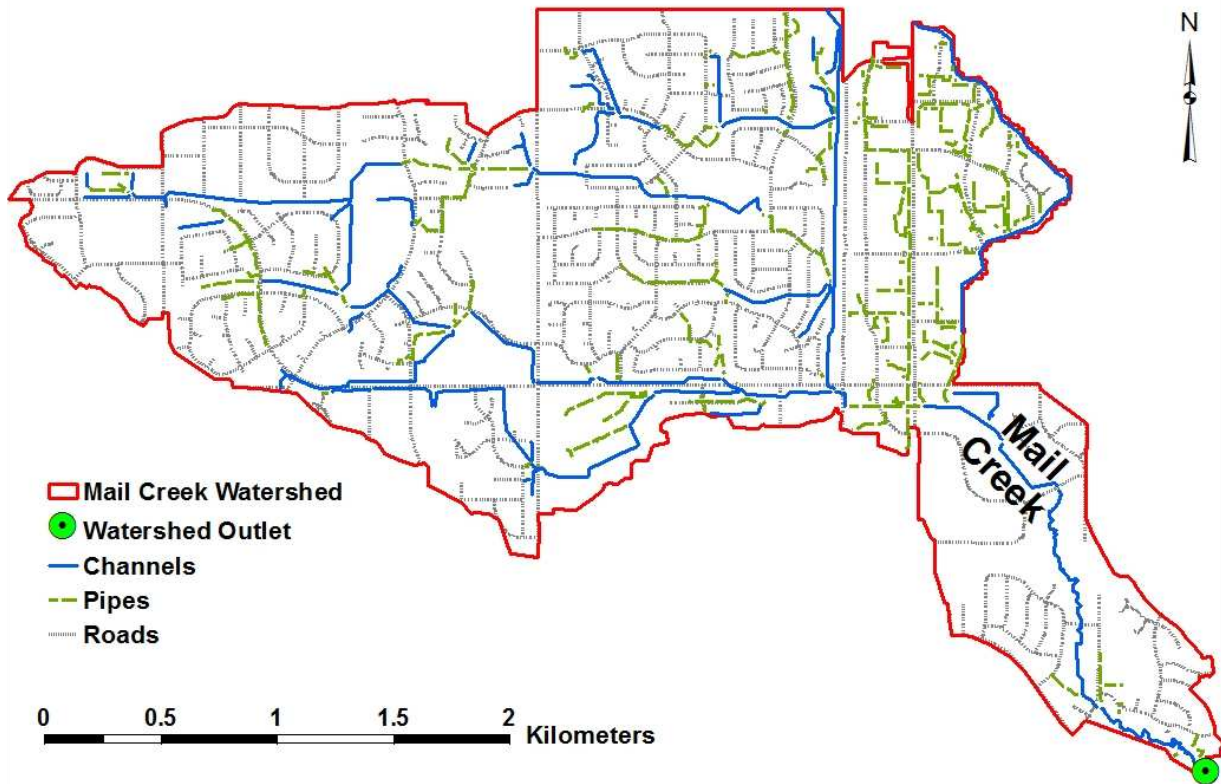 N
Mail
Creek
Mail Creek Watershed
Watershed Outlet
Channels
Pipes
Roads
0 0.5 1 1.5 2
Kilometers